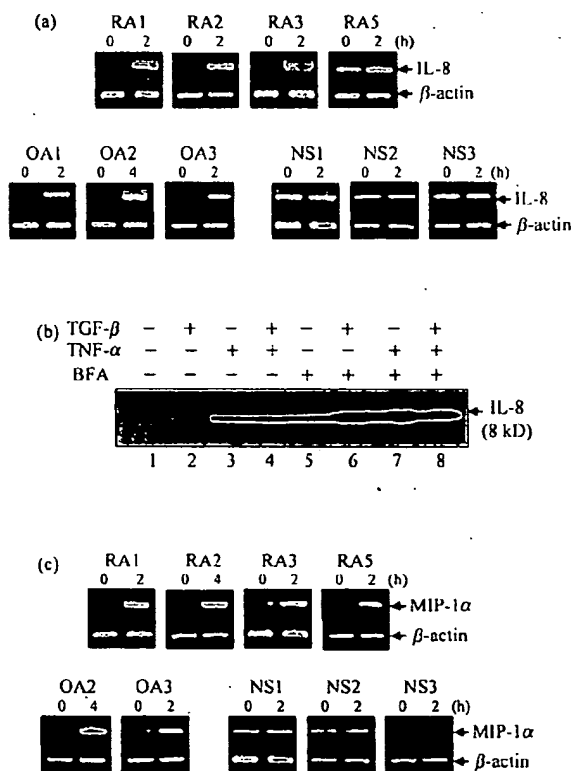 (a)
RA1 RA2 RA3 RA5
0 2 0 2 0 2 0 2 (h)
IL-8
β-actin
OA1 OA2 OA3 NS1 NS2 NS3
0 2 0 4 0 2 0 2 0 2 0 2 (h)
IL-8
β-actin
(b)
TGF-β − + − + − + − +
TNF-α − − + + − − + +
BFA − − − − + + + +
IL-8
(8 kD)
1 2 3 4 5 6 7 8
(c)
RA1 RA2 RA3 RA5
0 2 0 4 0 2 0 2 (h)
MIP-1α
β-actin
OA2 OA3 NS1 NS2 NS3
0 4 0 2 0 2 0 2 0 2 (h)
MIP-1α
β-actin